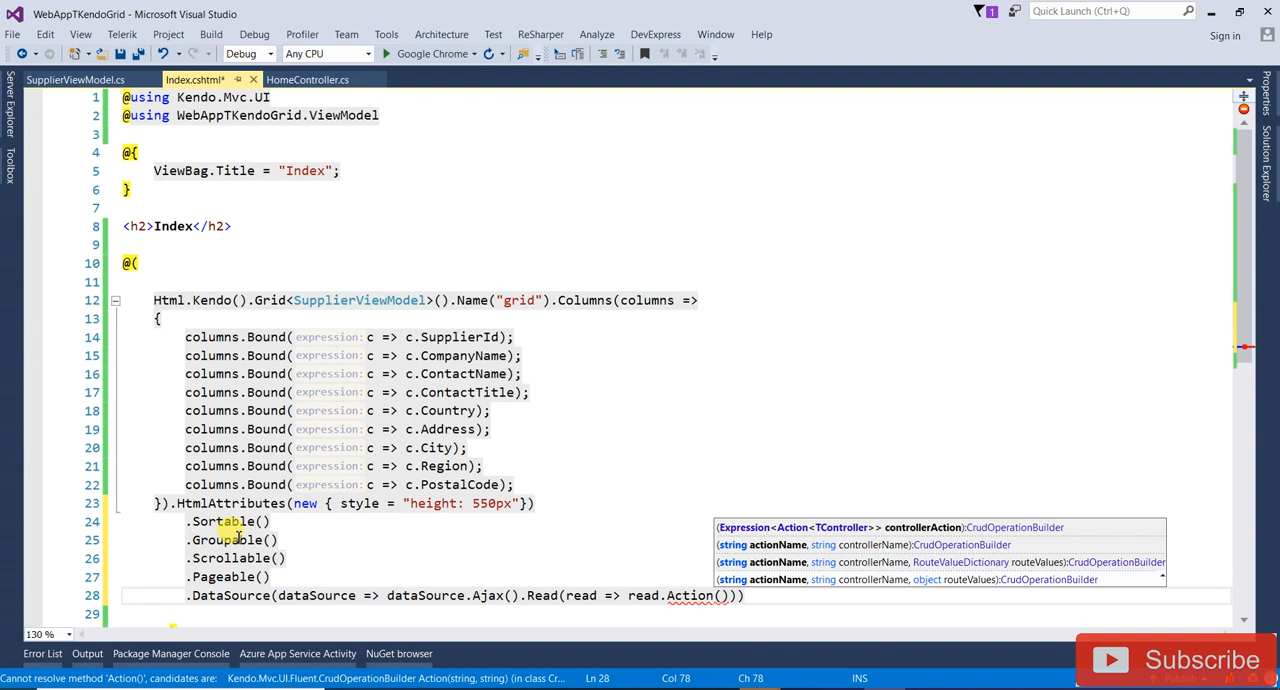 WebAppTKendoGrid - Microsoft Visual Studio
1
Quick Launch (Ctrl+Q)
File Edit View Telerik Project Build Debug Profiler Team Tools Architecture Test ReSharper Analyze DevExpress Window Help
Sign in
Debug Any CPU Google Chrome
Server Explorer
Toolbox
Properties
Solution Explorer
SupplierViewModel.cs Index.cshtml* HomeController.cs
1 @using Kendo.Mvc.UI
2 @using WebAppTKendoGrid.ViewModel
3
4 @{
5 ViewBag.Title = "Index";
6 }
7
8 <h2>Index</h2>
9
10 @(
11
12 Html.Kendo().Grid<SupplierViewModel>().Name("grid").Columns(columns =>
13 {
14 columns.Bound(expression: c => c.SupplierId);
15 columns.Bound(expression: c => c.CompanyName);
16 columns.Bound(expression: c => c.ContactName);
17 columns.Bound(expression: c => c.ContactTitle);
18 columns.Bound(expression: c => c.Country);
19 columns.Bound(expression: c => c.Address);
20 columns.Bound(expression: c => c.City);
21 columns.Bound(expression: c => c.Region);
22 columns.Bound(expression: c => c.PostalCode);
23 }).HtmlAttributes(new { style = "height: 550px"})
24 .Sortable()
25 .Groupable()
26 .Scrollable()
27 .Pageable()
28 .DataSource(dataSource => dataSource.Ajax().Read(read => read.Action()))
29
(Expression<Action<TController>> controllerAction):CrudOperationBuilder
(string actionName, string controllerName):CrudOperationBuilder
(string actionName, string controllerName, RouteValueDictionary routeValues):CrudOperationBuilder
(string actionName, string controllerName, object routeValues):CrudOperationBuilder
130 %
Error List Output Package Manager Console Azure App Service Activity NuGet browser
Subscribe
Cannot resolve method 'Action()', candidates are: Kendo.Mvc.UI.Fluent.CrudOperationBuilder Action(string, string) (in class Cr... Ln 28 Col 78 Ch 78 INS Publish